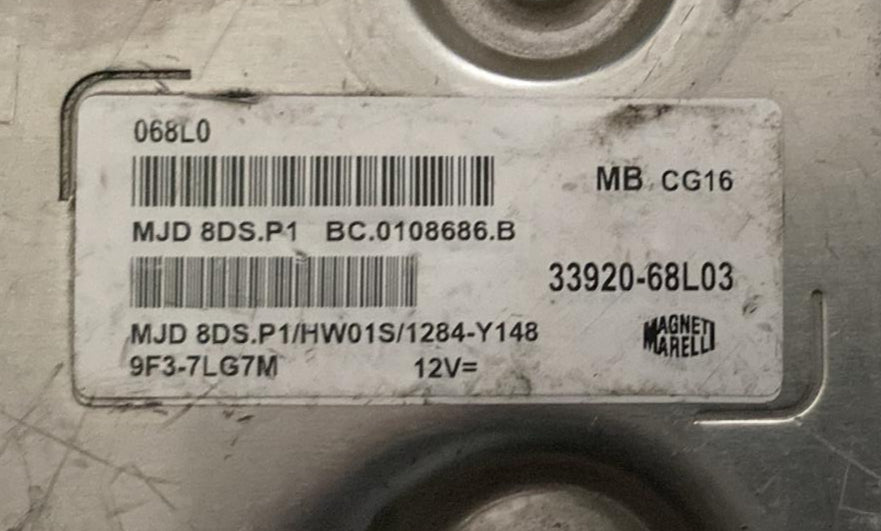 068L0
MB CG16
MJD 8DS.P1 BC.0108686.B
33920-68L03
MJD 8DS.P1/HW01S/1284-Y148
MAGNETI
MARELLI
9F3-7LG7M 12V=